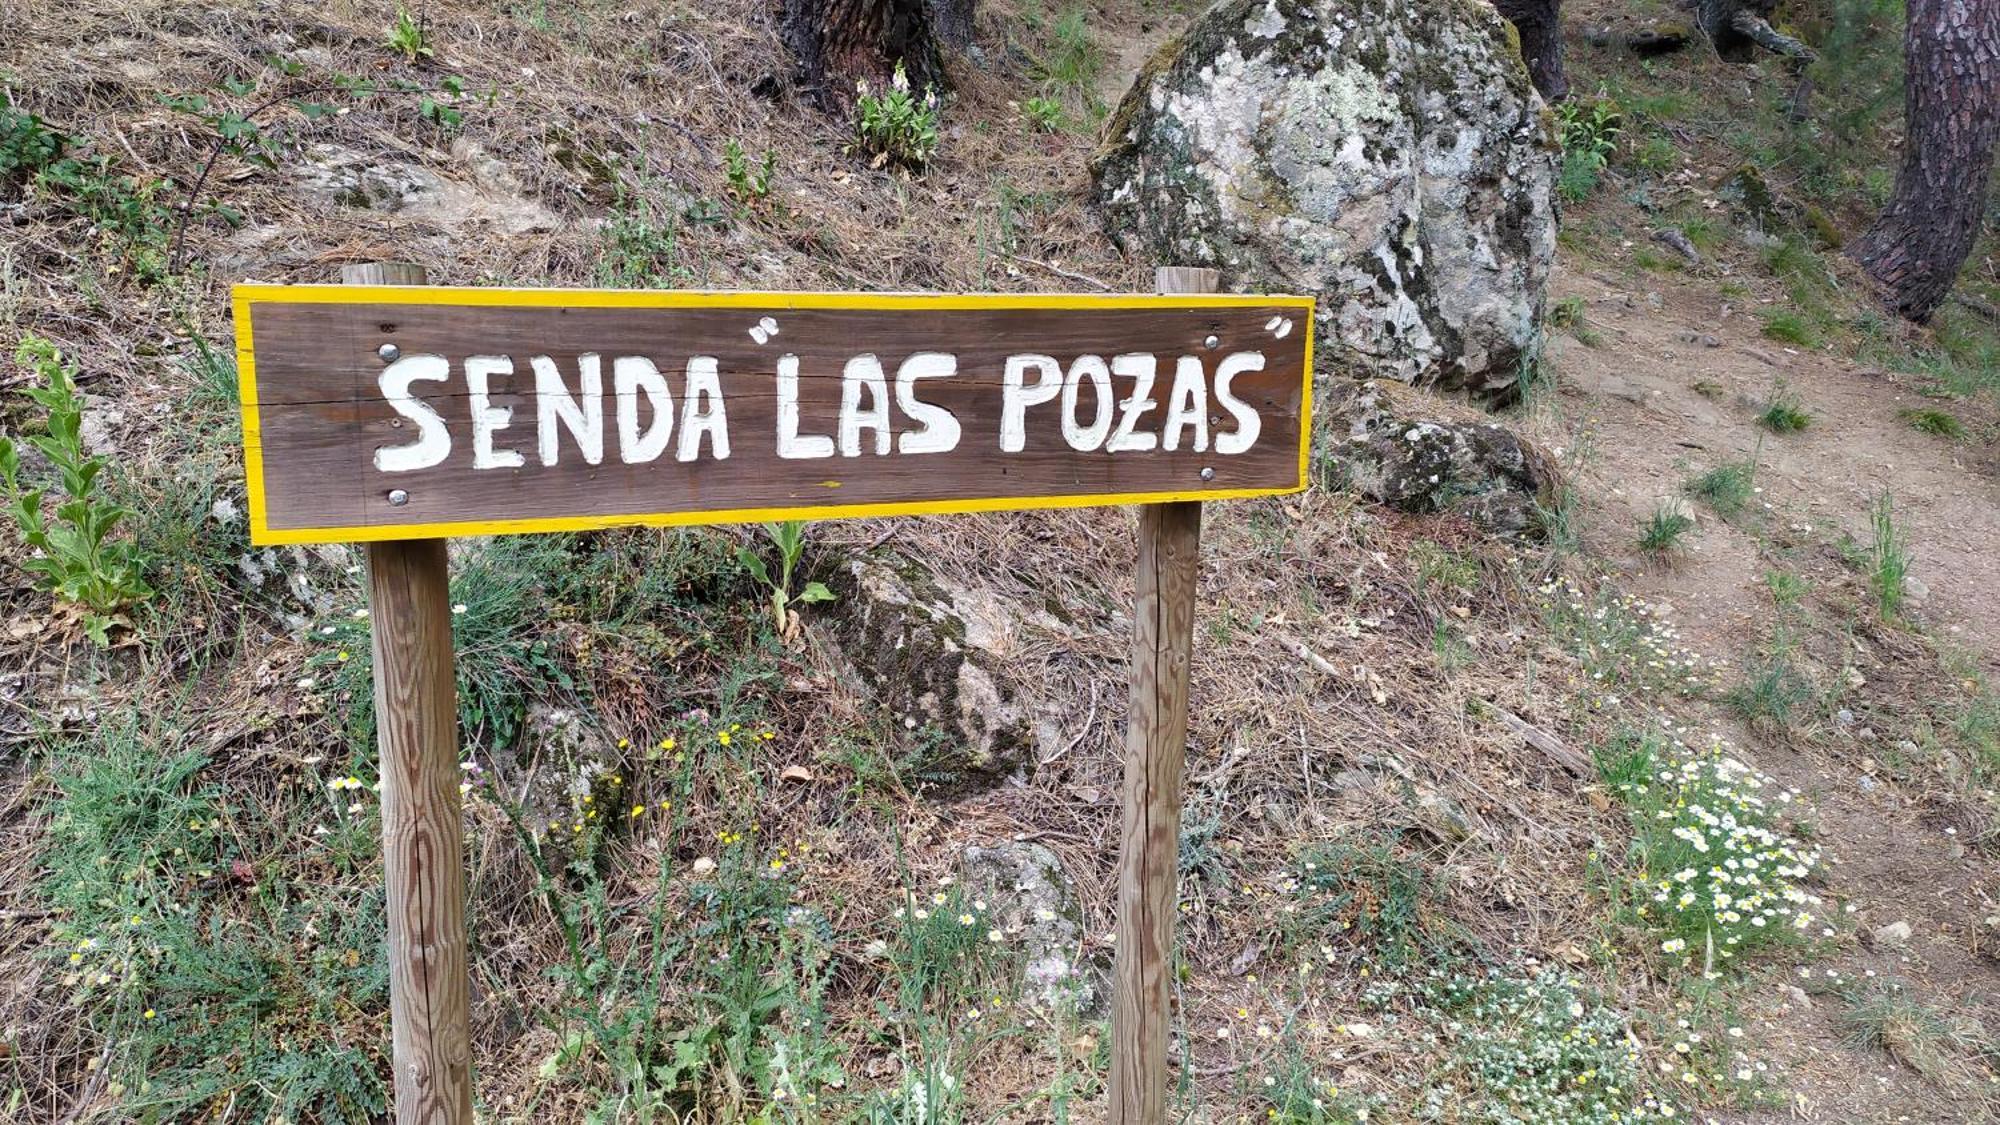 SENDA "LAS POZAS"